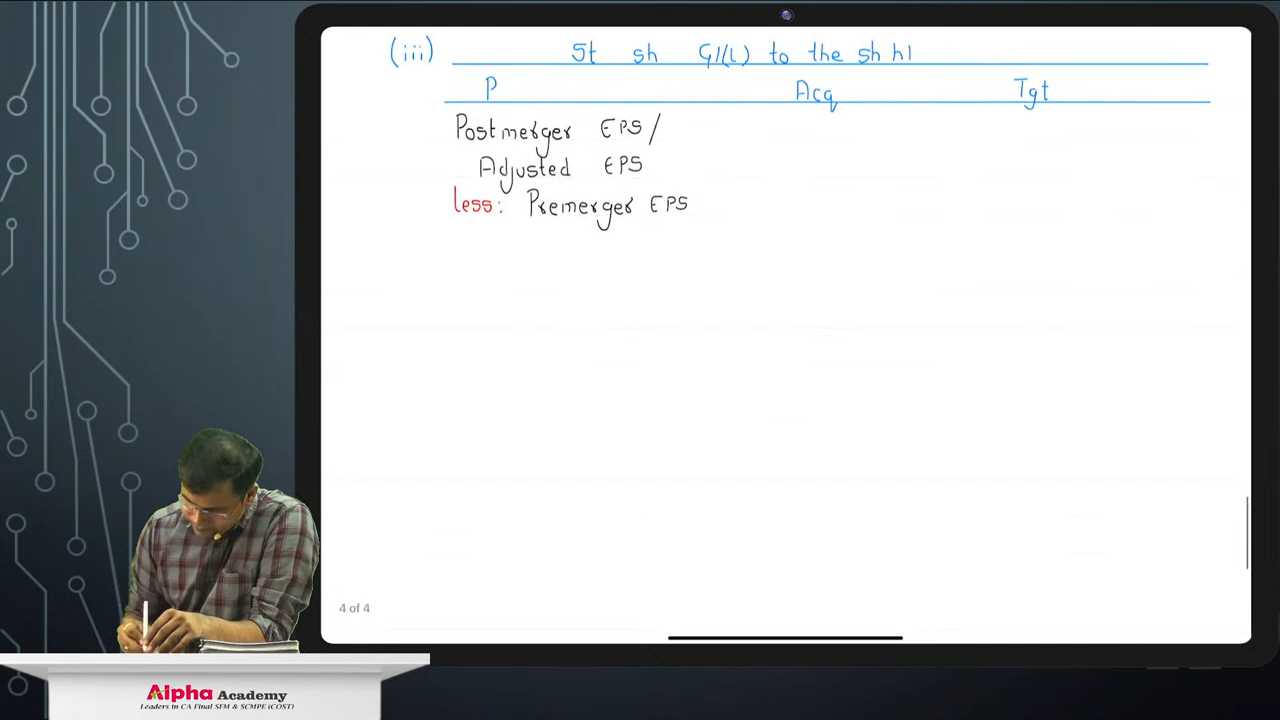 (iii) St sh G/(L) to the sh hl
P Acq Tgt
Postmerger EPS/
Adjusted EPS
less: Premerger EPS
4 of 4
Alpha Academy
Leaders in CA Final SFM & SCMPE (COST)